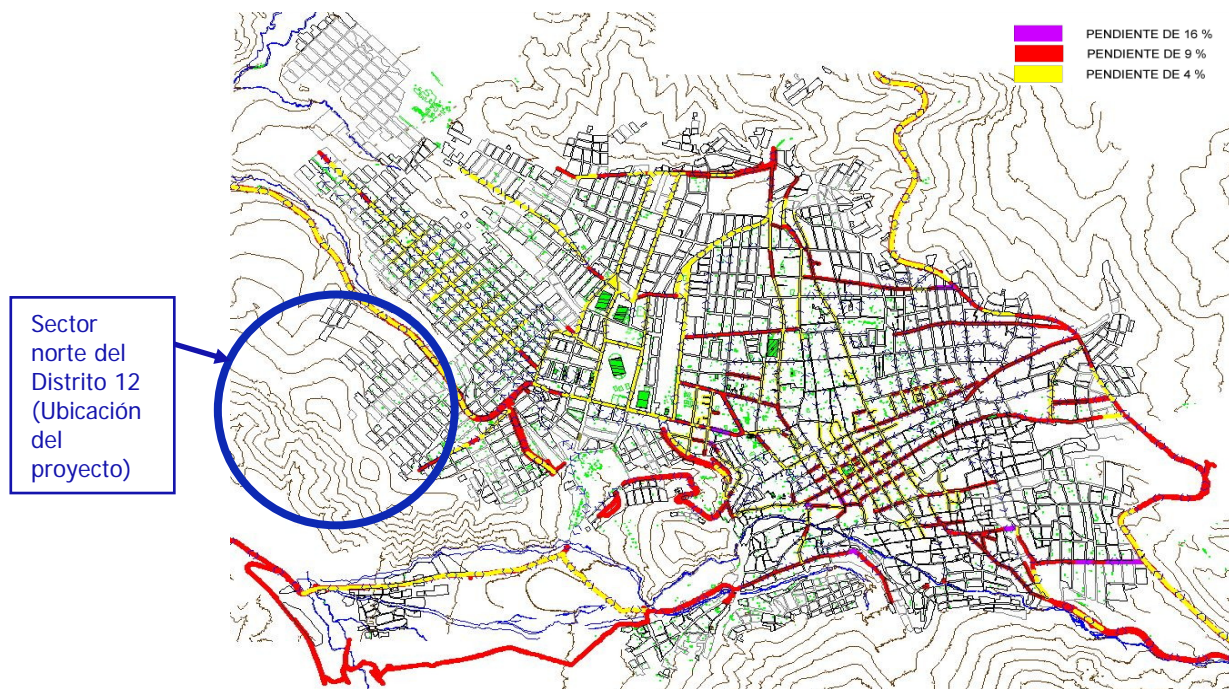 PENDIENTE DE 16 %
PENDIENTE DE 9 %
PENDIENTE DE 4 %
Sector
norte del
Distrito 12
(Ubicación
del
proyecto)